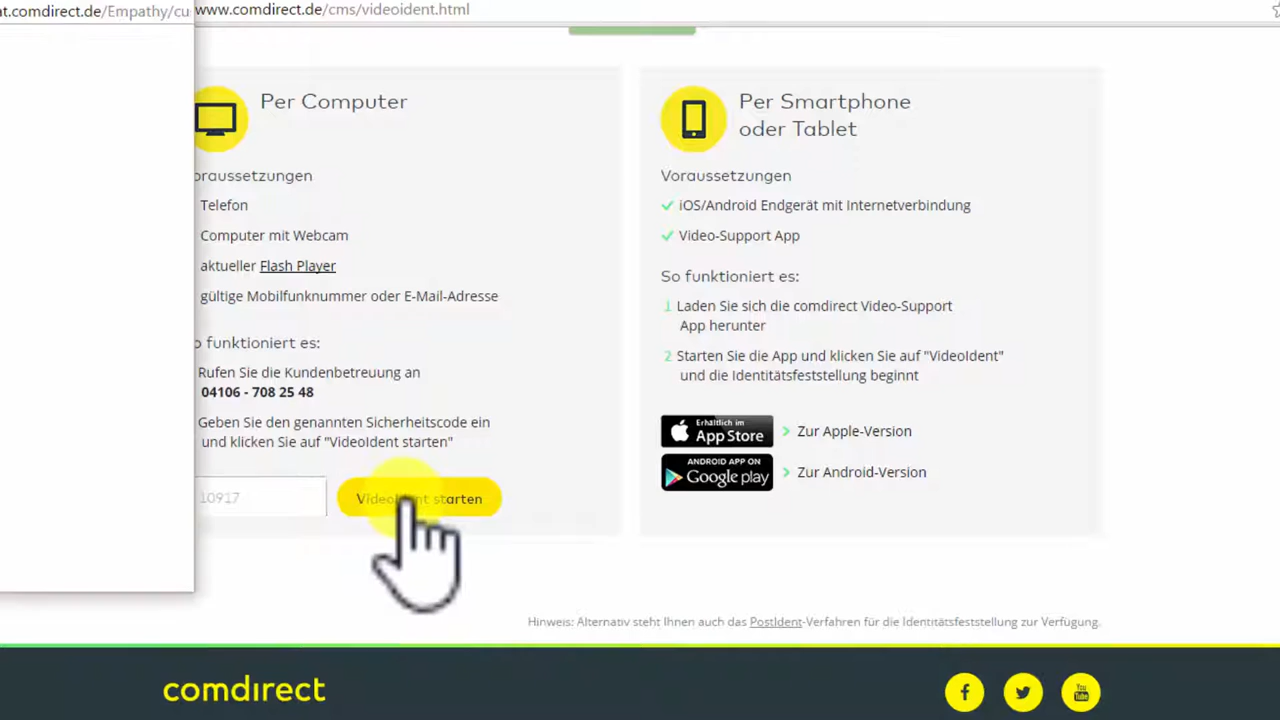 at.comdirect.de/Empathy/cu
www.comdirect.de/cms/videoident.html
Per Computer
oraussetzungen
Telefon
Computer mit Webcam
aktueller Flash Player
gültige Mobilfunknummer oder E-Mail-Adresse
o funktioniert es:
Rufen Sie die Kundenbetreuung an
04106 - 708 25 48
Geben Sie den genannten Sicherheitscode ein
und klicken Sie auf "VideoIdent starten"
10917
VideoIdent starten
Per Smartphone
oder Tablet
Voraussetzungen
iOS/Android Endgerät mit Internetverbindung
Video-Support App
So funktioniert es:
1 Laden Sie sich die comdirect Video-Support
App herunter
2 Starten Sie die App und klicken Sie auf "VideoIdent"
und die Identitätsfeststellung beginnt
Erhältlich im
App Store
Zur Apple-Version
ANDROID APP ON
Google play
Zur Android-Version
Hinweis: Alternativ steht Ihnen auch das PostIdent-Verfahren für die Identitätsfeststellung zur Verfügung.
comdirect
You
Tube